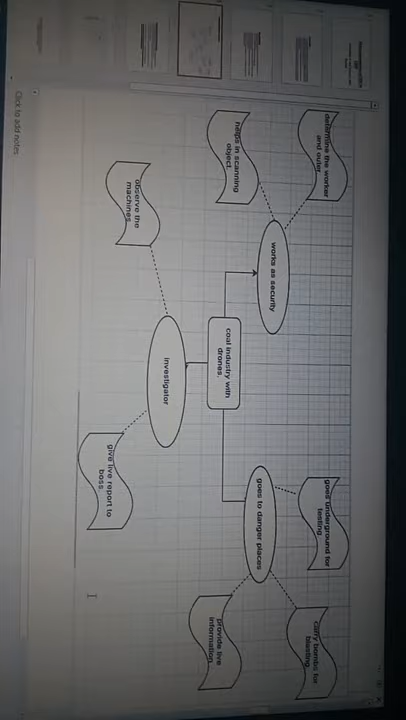 determine the worker
and outer.
helps in scanning
object.
works as security
observe the
machines.
coal industry with
drones.
investigator
give live report to
boss.
goes to danger places
goes underground for
testing.
carry bombs for
blasting.
provide live
information.
Click to add notes